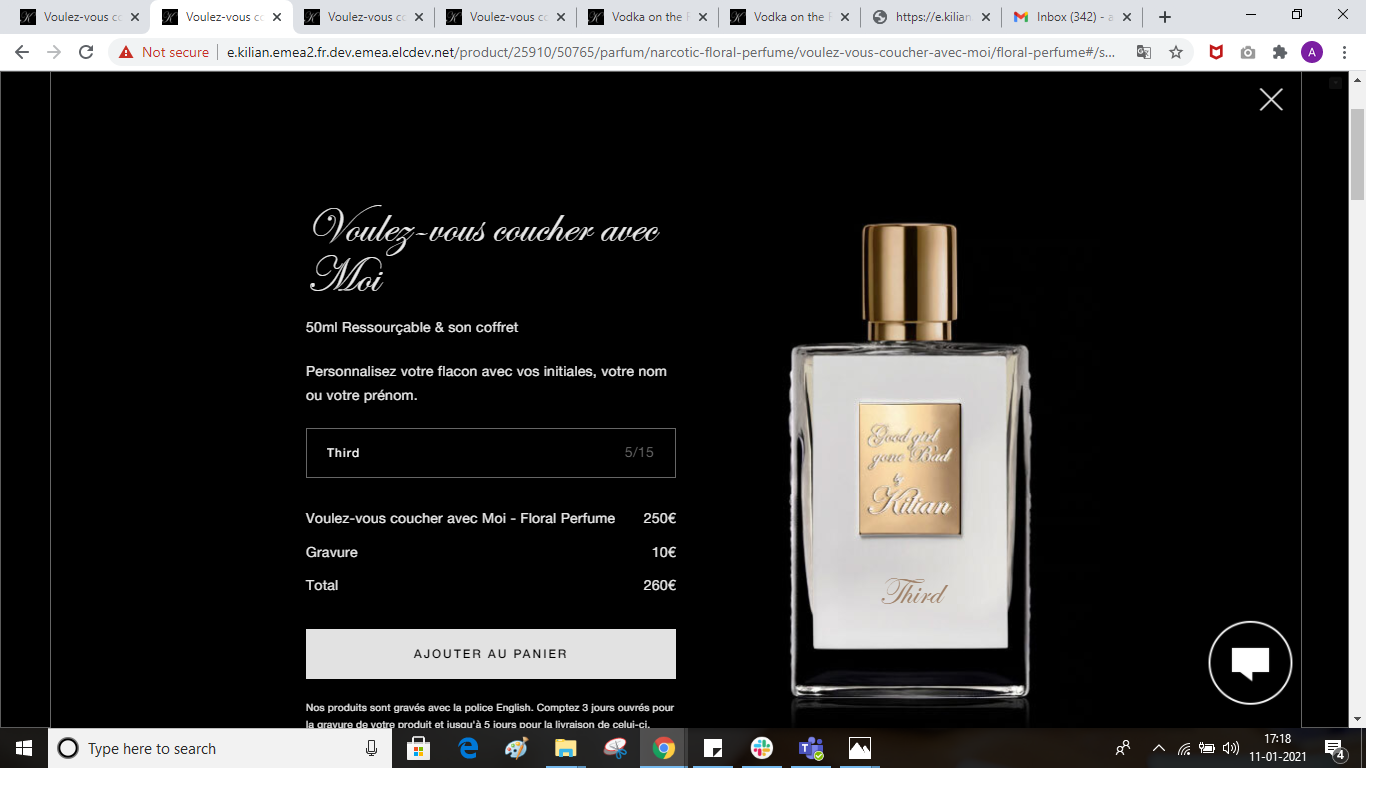 Voulez-vous co
Voulez-vous co
Voulez-vous co
Voulez-vous co
Vodka on the R
Vodka on the R
https://e.kilian.
Inbox (342) - a
Not secure
e.kilian.emea2.fr.dev.emea.elcdev.net/product/25910/50765/parfum/narcotic-floral-perfume/voulez-vous-coucher-avec-moi/floral-perfume#/s...
A
Voulez-vous coucher avec
Moi
50ml Ressourçable & son coffret
Personnalisez votre flacon avec vos initiales, votre nom
ou votre prénom.
Third 5/15
Voulez-vous coucher avec Moi - Floral Perfume 250€
Gravure 10€
Total 260€
AJOUTER AU PANIER
Nos produits sont gravés avec la police English. Comptez 3 jours ouvrés pour
la gravure de votre produit et jusqu'à 5 jours pour la livraison de celui-ci.
Good girl
gone Bad
by
Kilian
Third
Type here to search
17:18
11-01-2021
4